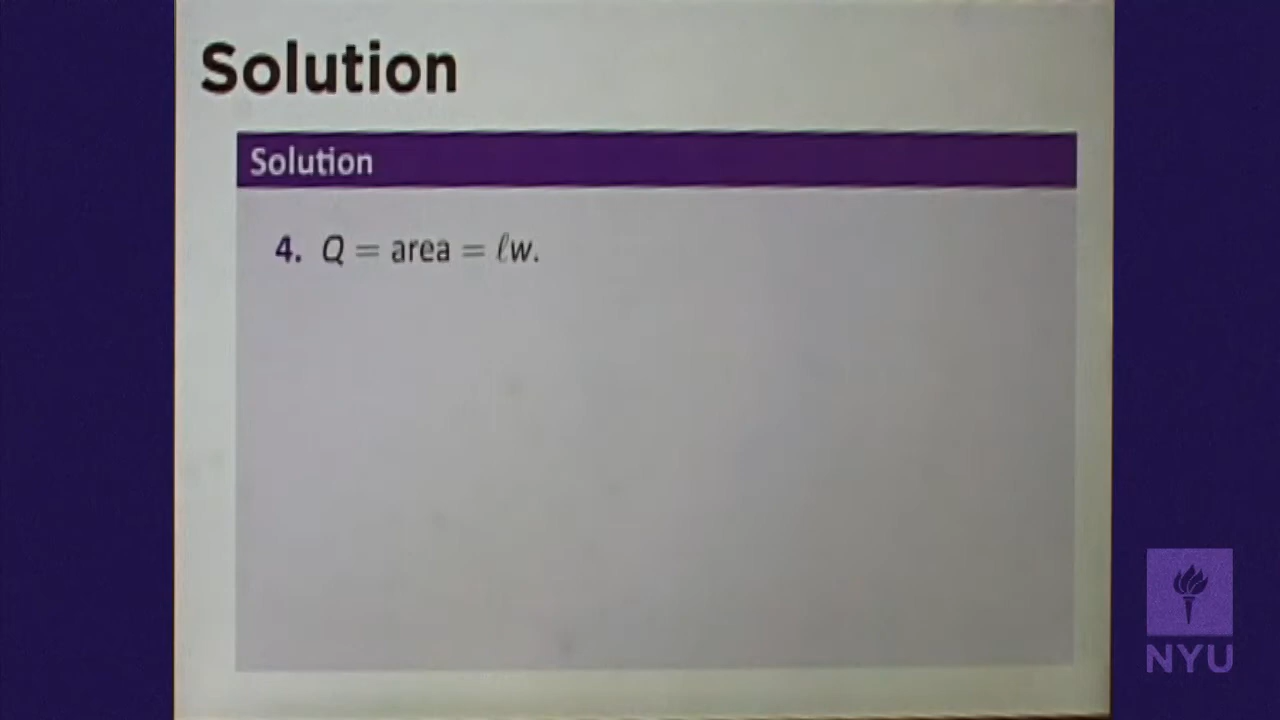 Solution
Solution
4. Q = area = ℓw.
NYU